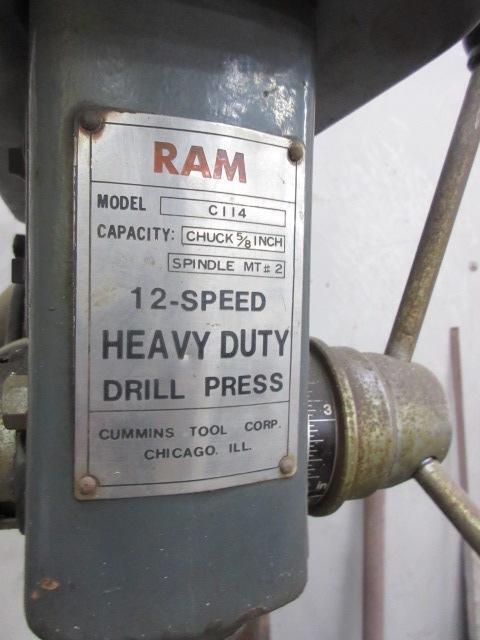 RAM
MODEL C114
CAPACITY: CHUCK 5/8 INCH
SPINDLE MT # 2
12-SPEED
HEAVY DUTY
DRILL PRESS
CUMMINS TOOL CORP.
CHICAGO. ILL.
3
in